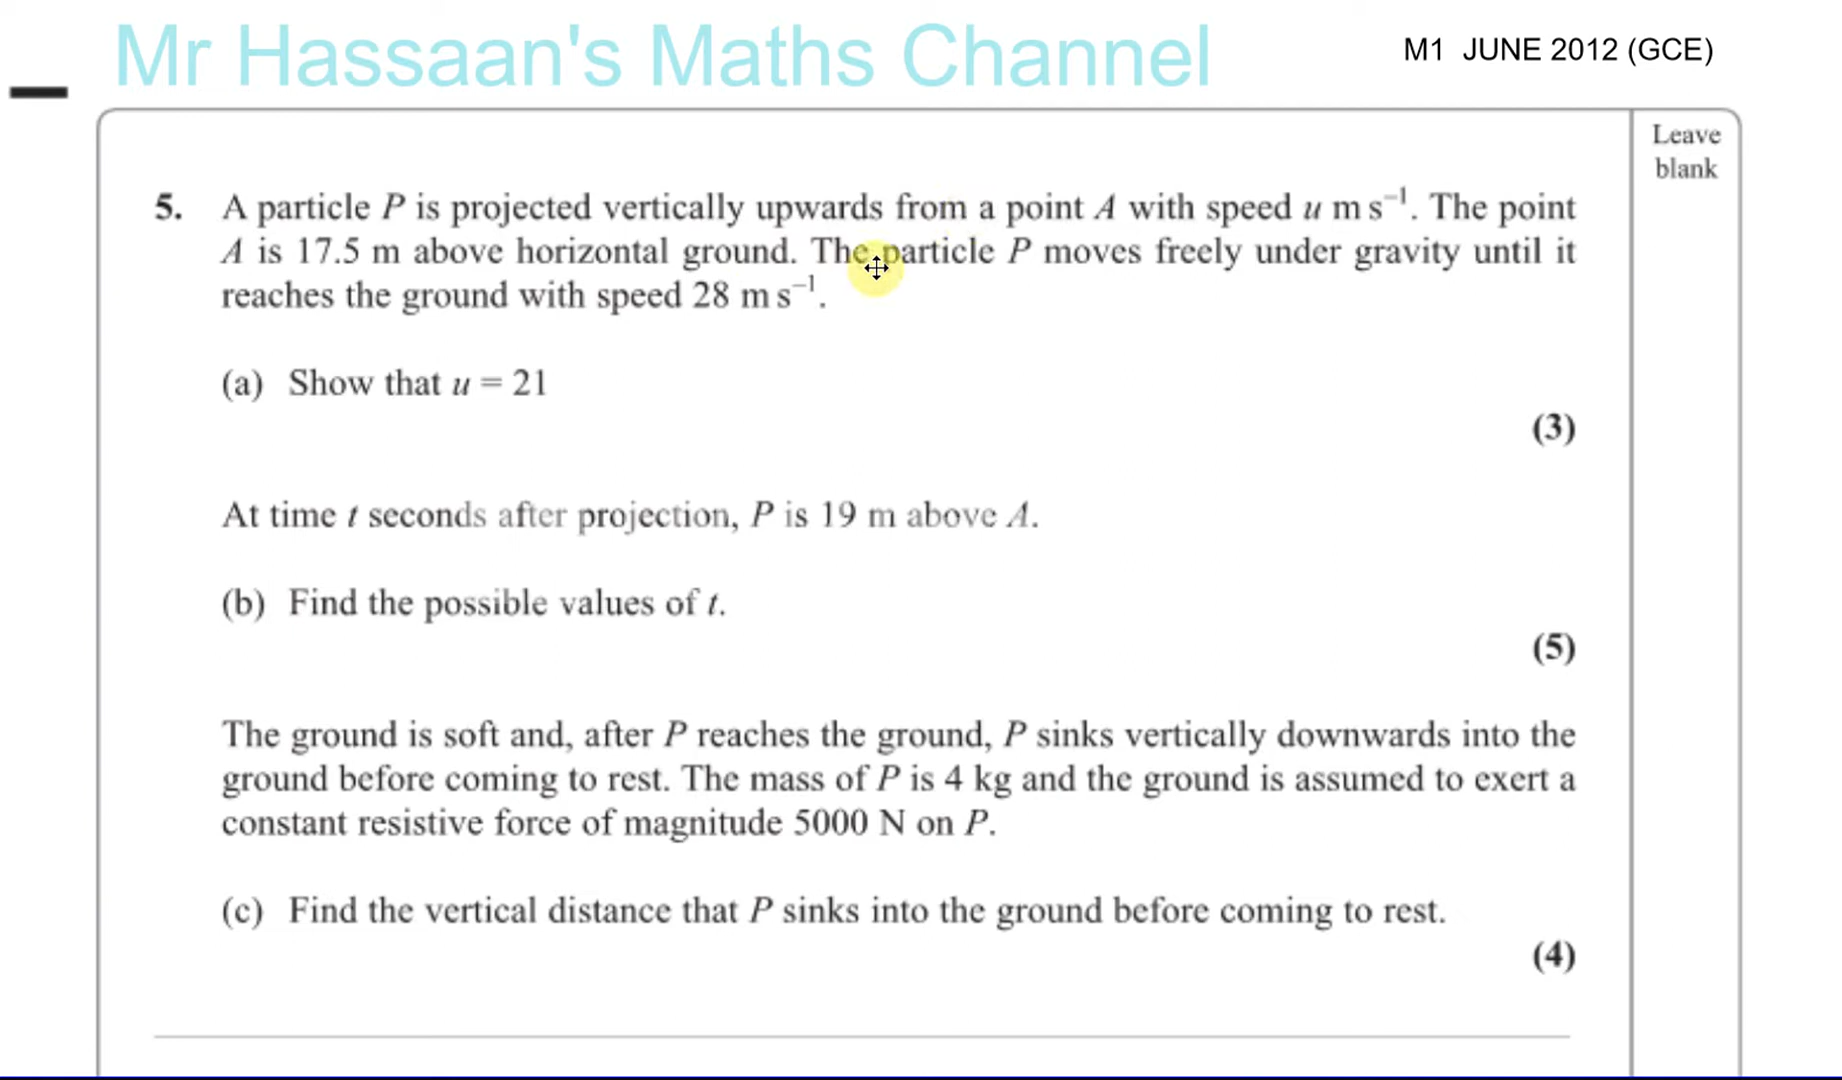 Mr Hassaan's Maths Channel
M1 JUNE 2012 (GCE)
Leave
blank
5. A particle P is projected vertically upwards from a point A with speed u m s⁻¹. The point
A is 17.5 m above horizontal ground. The particle P moves freely under gravity until it
reaches the ground with speed 28 m s⁻¹.
(a) Show that u = 21
(3)
At time t seconds after projection, P is 19 m above A.
(b) Find the possible values of t.
(5)
The ground is soft and, after P reaches the ground, P sinks vertically downwards into the
ground before coming to rest. The mass of P is 4 kg and the ground is assumed to exert a
constant resistive force of magnitude 5000 N on P.
(c) Find the vertical distance that P sinks into the ground before coming to rest.
(4)